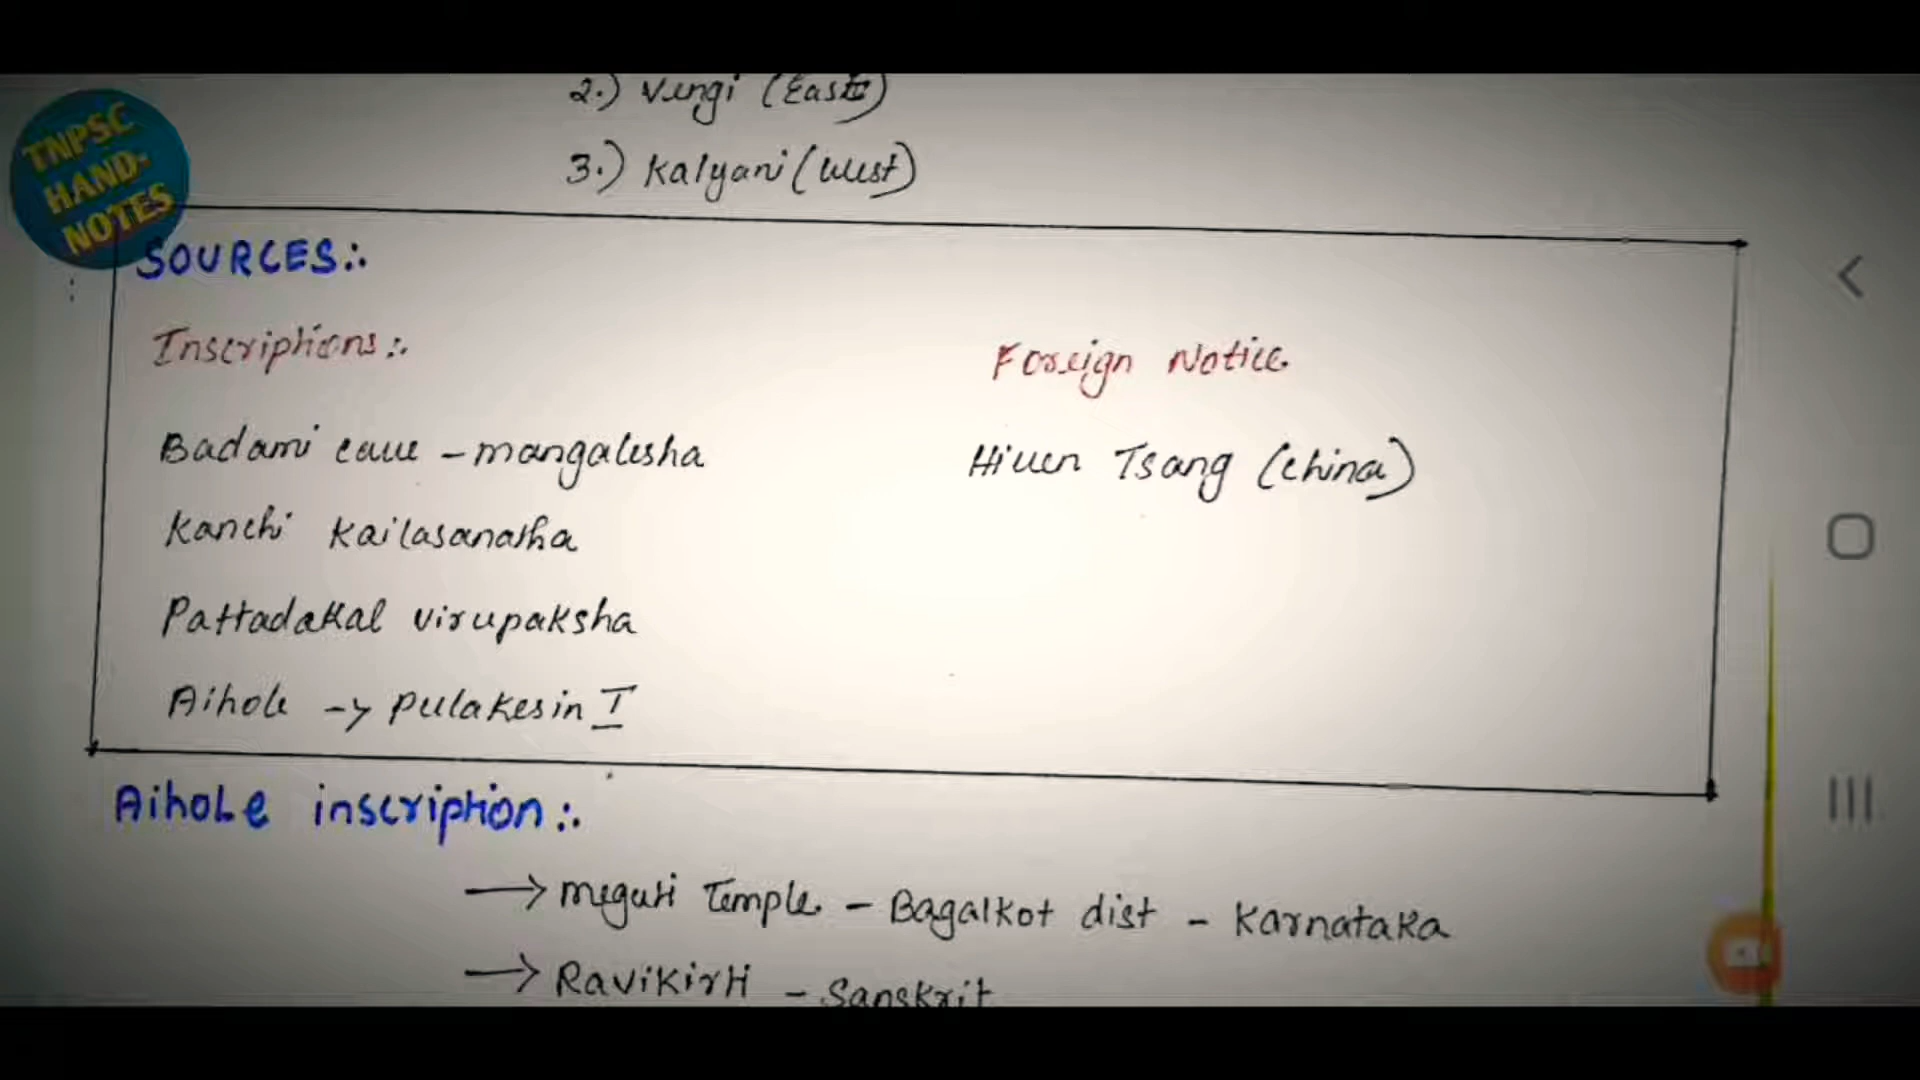 2.) Vengi (East)
3.) Kalyani (West)
TNPSC
HAND-
NOTES
SOURCES:.
Inscriptions:.
Foreign Notice
Badami cave - mangalesha
Hiuen Tsang (China)
Kanchi Kailasanatha
Pattadakal virupaksha
Aihole -> Pulakesin I
Aihole inscription:.
-> meguti Temple - Bagalkot dist - Karnataka
-> Ravikirti - Sanskrit